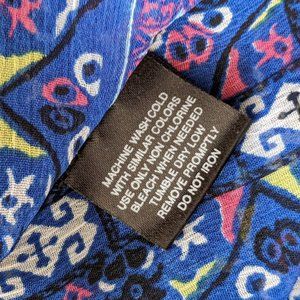 MACHINE WASH COLD
WITH SIMILAR COLORS
USE ONLY NON CHLORINE
BLEACH WHEN NEEDED
TUMBLE DRY LOW
REMOVE PROMPTLY
DO NOT IRON